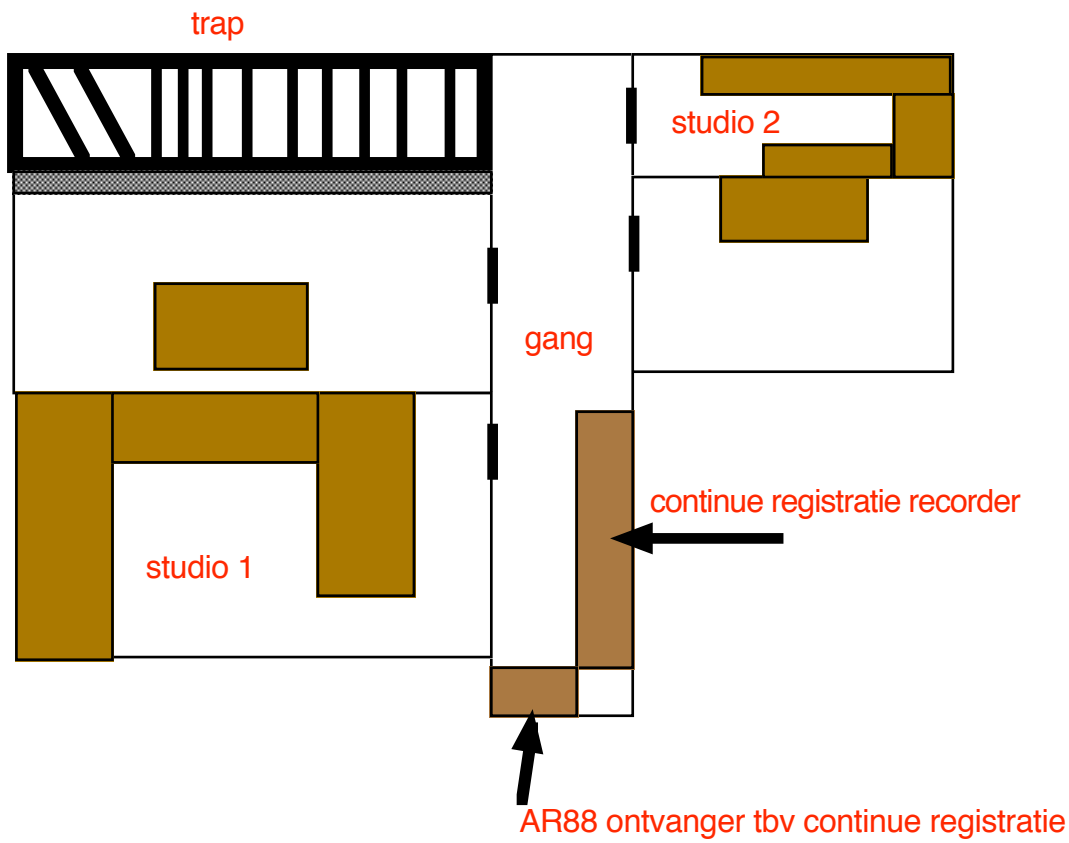 trap
studio 2
gang
continue registratie recorder
studio 1
AR88 ontvanger tbv continue registratie